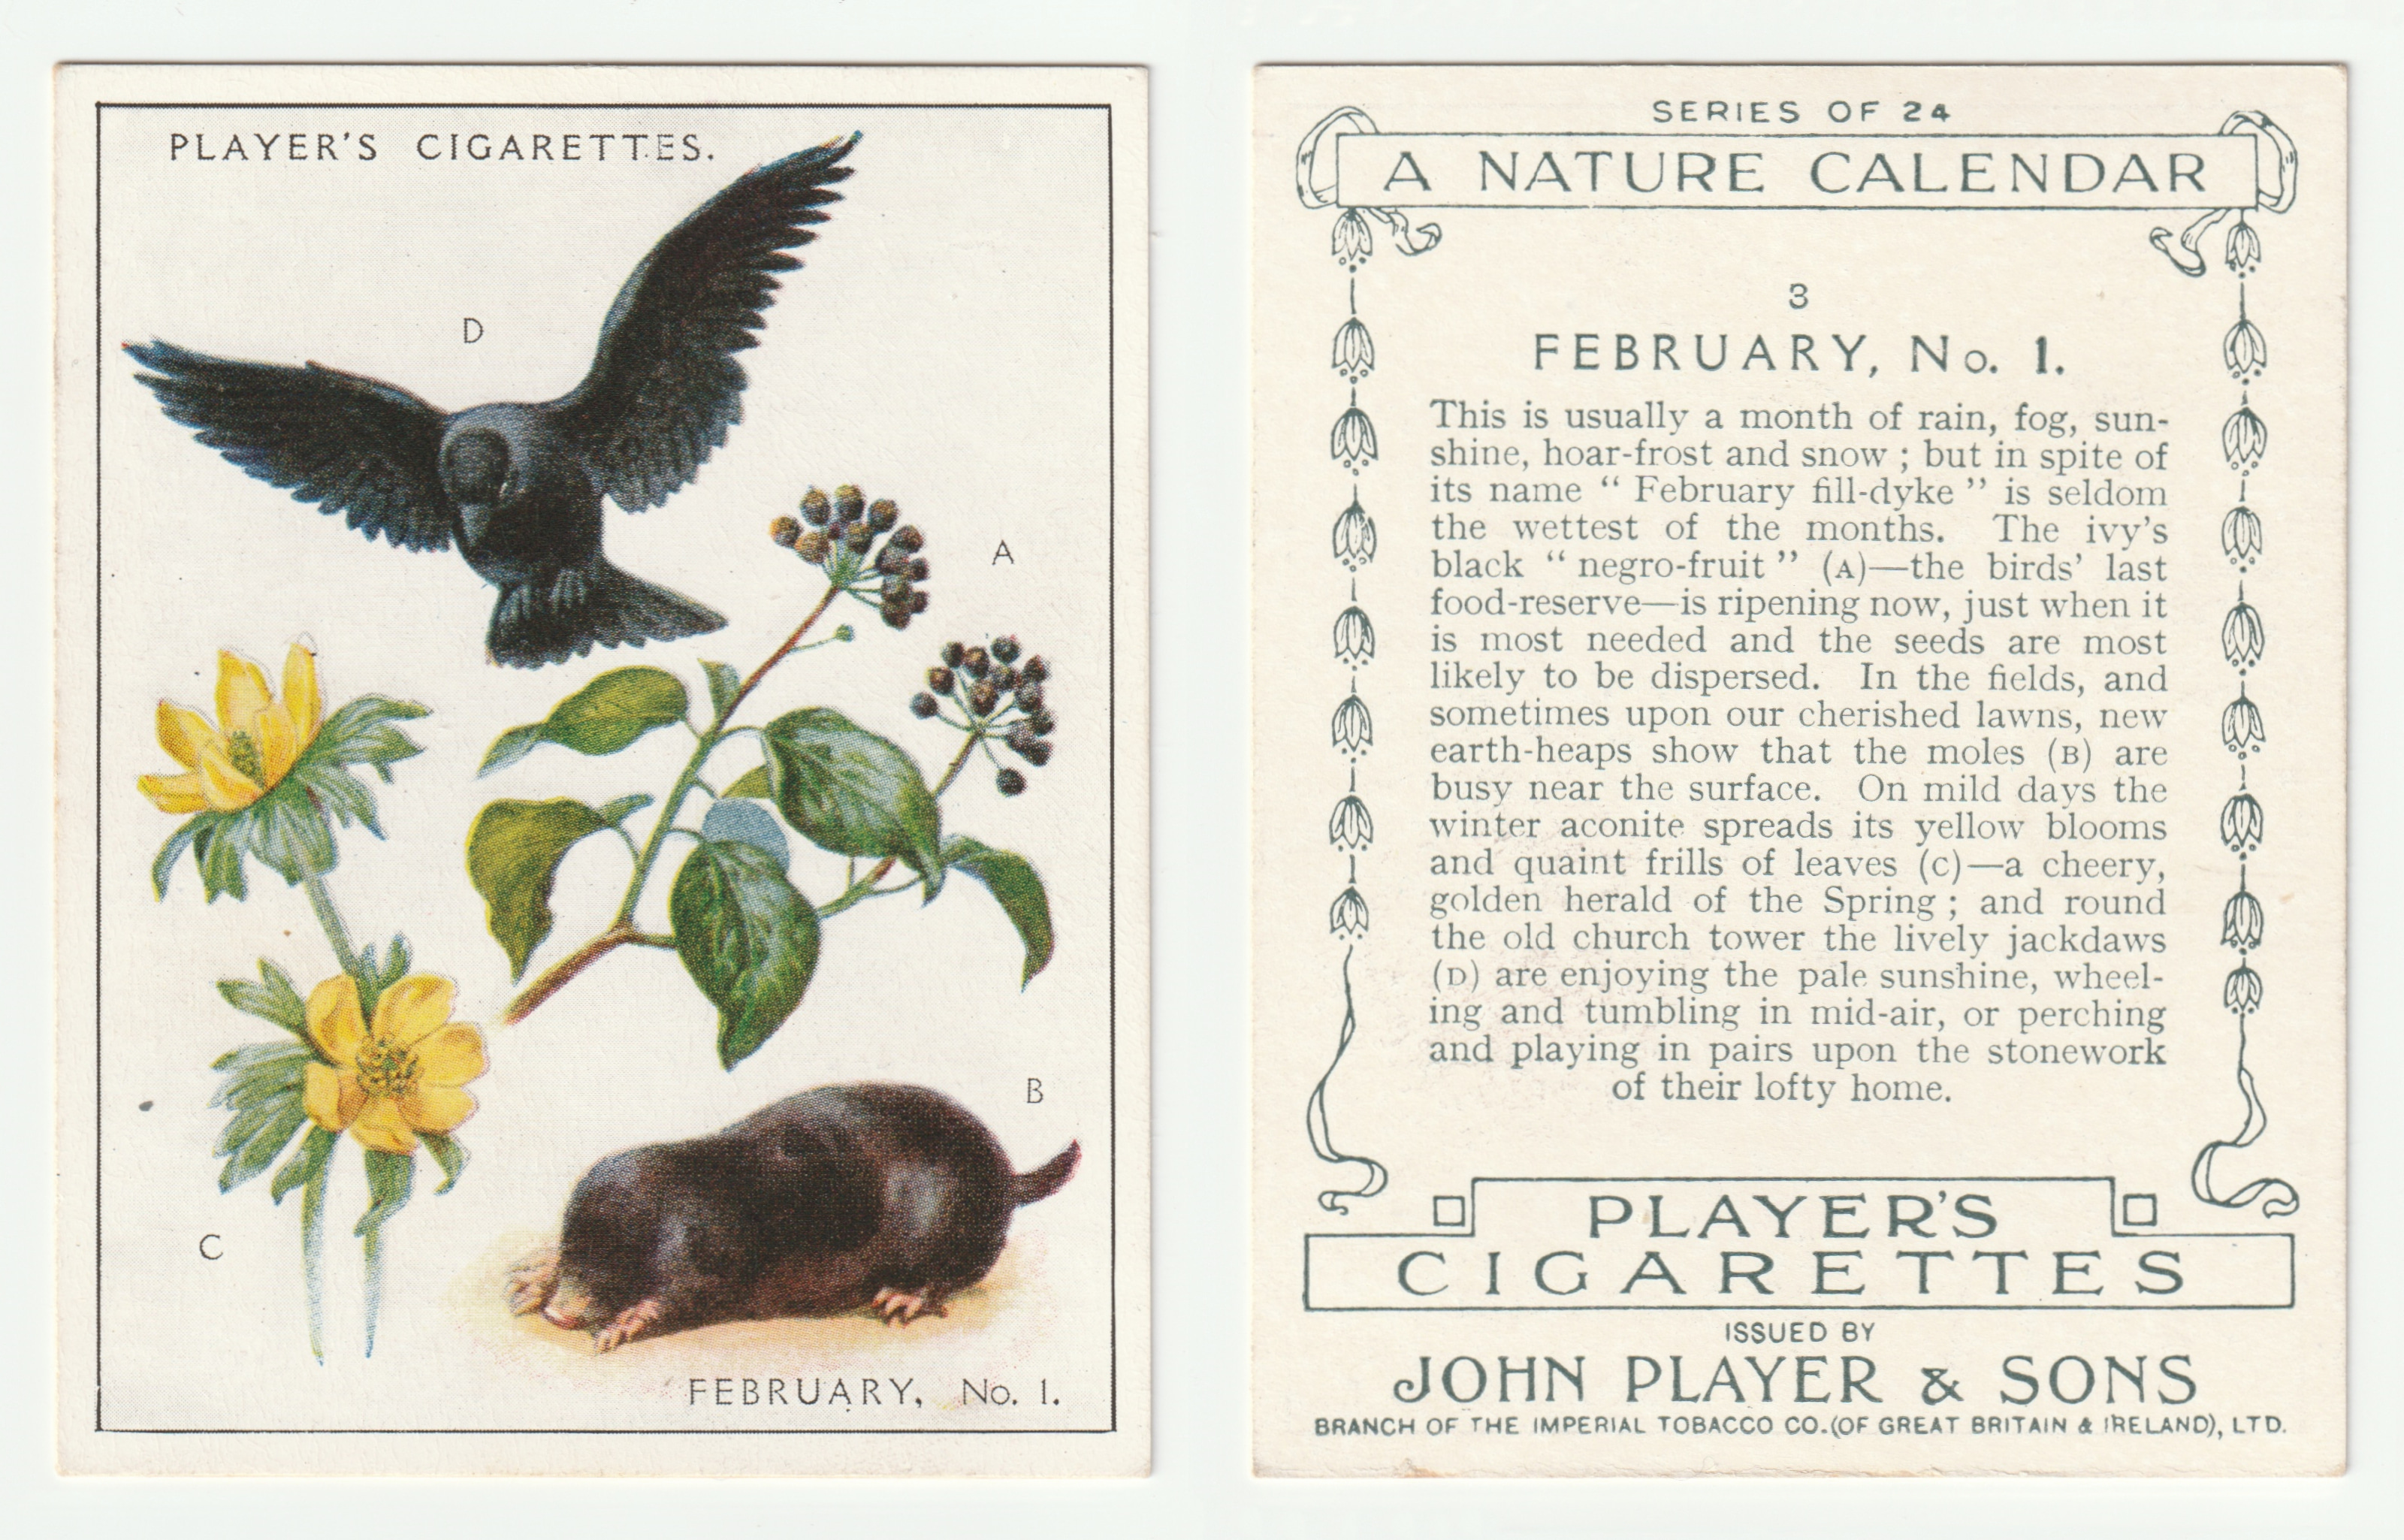 PLAYER'S CIGARETTES.
D
A
B
C
FEBRUARY, No. 1.
SERIES OF 24
A NATURE CALENDAR
3
FEBRUARY, No. 1.
This is usually a month of rain, fog, sun-
shine, hoar-frost and snow ; but in spite of
its name “ February fill-dyke ” is seldom
the wettest of the months. The ivy's
black “ negro-fruit ” (A)—the birds' last
food-reserve—is ripening now, just when it
is most needed and the seeds are most
likely to be dispersed. In the fields, and
sometimes upon our cherished lawns, new
earth-heaps show that the moles (B) are
busy near the surface. On mild days the
winter aconite spreads its yellow blooms
and quaint frills of leaves (C)—a cheery,
golden herald of the Spring ; and round
the old church tower the lively jackdaws
(D) are enjoying the pale sunshine, wheel-
ing and tumbling in mid-air, or perching
and playing in pairs upon the stonework
of their lofty home.
PLAYER'S
CIGARETTES
ISSUED BY
JOHN PLAYER & SONS
BRANCH OF THE IMPERIAL TOBACCO CO. (OF GREAT BRITAIN & IRELAND), LTD.